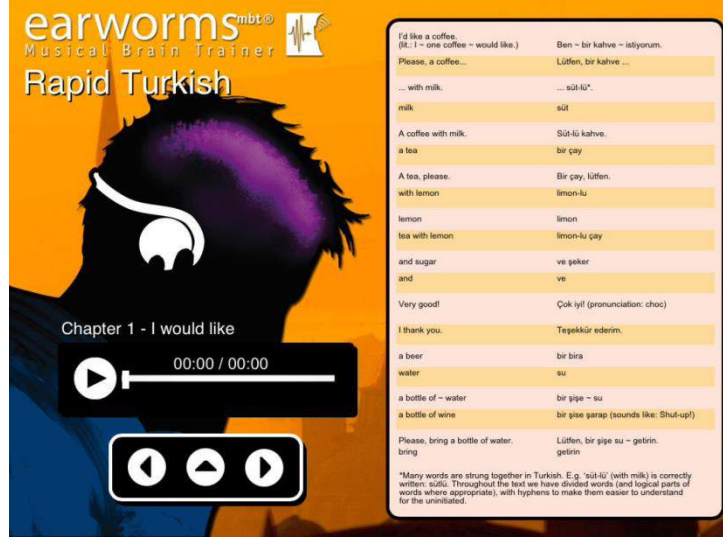 earworms mbt®
Musical Brain Trainer
Rapid Turkish
Chapter 1 - I would like
00:00 / 00:00
I'd like a coffee.
(lit.: I ~ one coffee ~ would like.) Ben ~ bir kahve ~ istiyorum.
Please, a coffee... Lütfen, bir kahve ...
... with milk. ... süt-lü*.
milk süt
A coffee with milk. Süt-lü kahve.
a tea bir çay
A tea, please. Bir çay, lütfen.
with lemon limon-lu
lemon limon
tea with lemon limon-lu çay
and sugar ve şeker
and ve
Very good! Çok iyi! (pronunciation: choc)
I thank you. Teşekkür ederim.
a beer bir bira
water su
a bottle of ~ water bir şişe ~ su
a bottle of wine bir şise şarap (sounds like: Shut-up!)
Please, bring a bottle of water. Lütfen, bir şişe su ~ getirin.
bring getirin
*Many words are strung together in Turkish. E.g. 'süt-lü' (with milk) is correctly
written: sütlü. Throughout the text we have divided words (and logical parts of
words where appropriate), with hyphens to make them easier to understand
for the uninitiated.